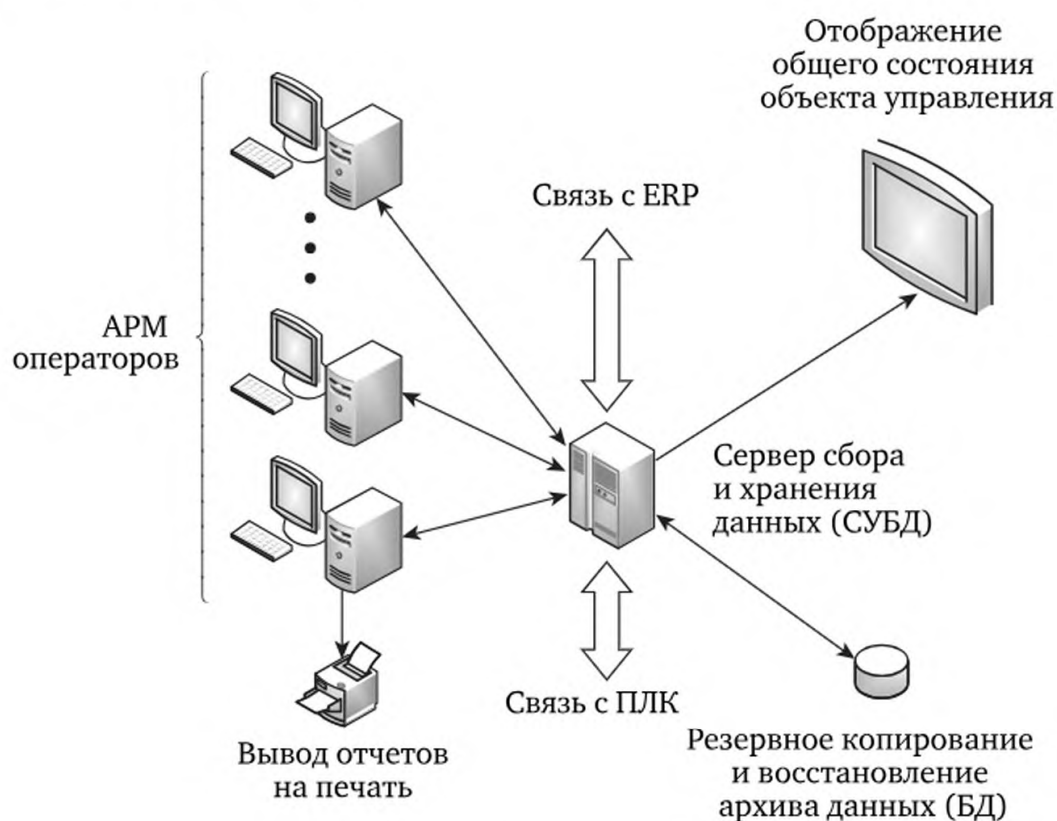 Отображение
общего состояния
объекта управления
Связь с ERP
АРМ
операторов
Сервер сбора
и хранения
данных (СУБД)
Связь с ПЛК
Вывод отчетов
на печать
Резервное копирование
и восстановление
архива данных (БД)